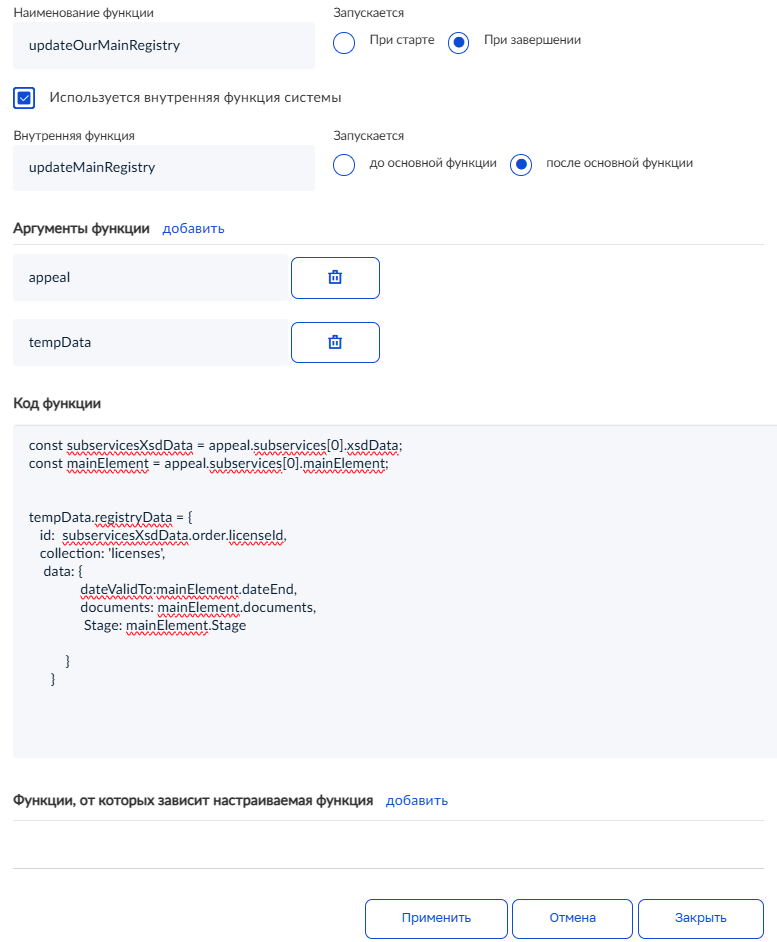 Наименование функции
Запускается
updateOurMainRegistry
При старте
При завершении
Используется внутренняя функция системы
Внутренняя функция
Запускается
updateMainRegistry
до основной функции
после основной функции
Аргументы функции добавить
appeal
tempData
Код функции
const subservicesXsdData = appeal.subservices[0].xsdData;
const mainElement = appeal.subservices[0].mainElement;
tempData.registryData = {
id: subservicesXsdData.order.licenseId,
collection: 'licenses',
data: {
dateValidTo:mainElement.dateEnd,
documents: mainElement.documents,
Stage: mainElement.Stage
}
}
Функции, от которых зависит настраиваемая функция добавить
Применить
Отмена
Закрыть